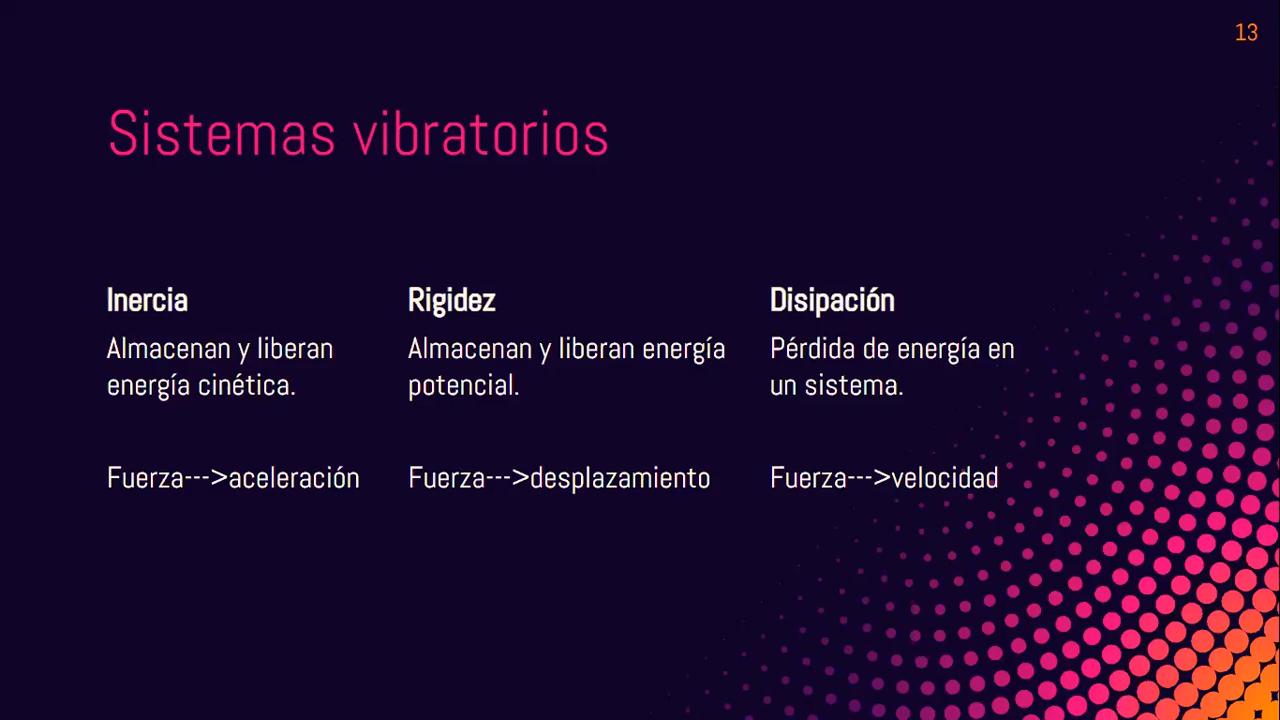 13
Sistemas vibratorios
Inercia
Almacenan y liberan
energía cinética.
Fuerza--->aceleración
Rigidez
Almacenan y liberan energía
potencial.
Fuerza--->desplazamiento
Disipación
Pérdida de energía en
un sistema.
Fuerza--->velocidad